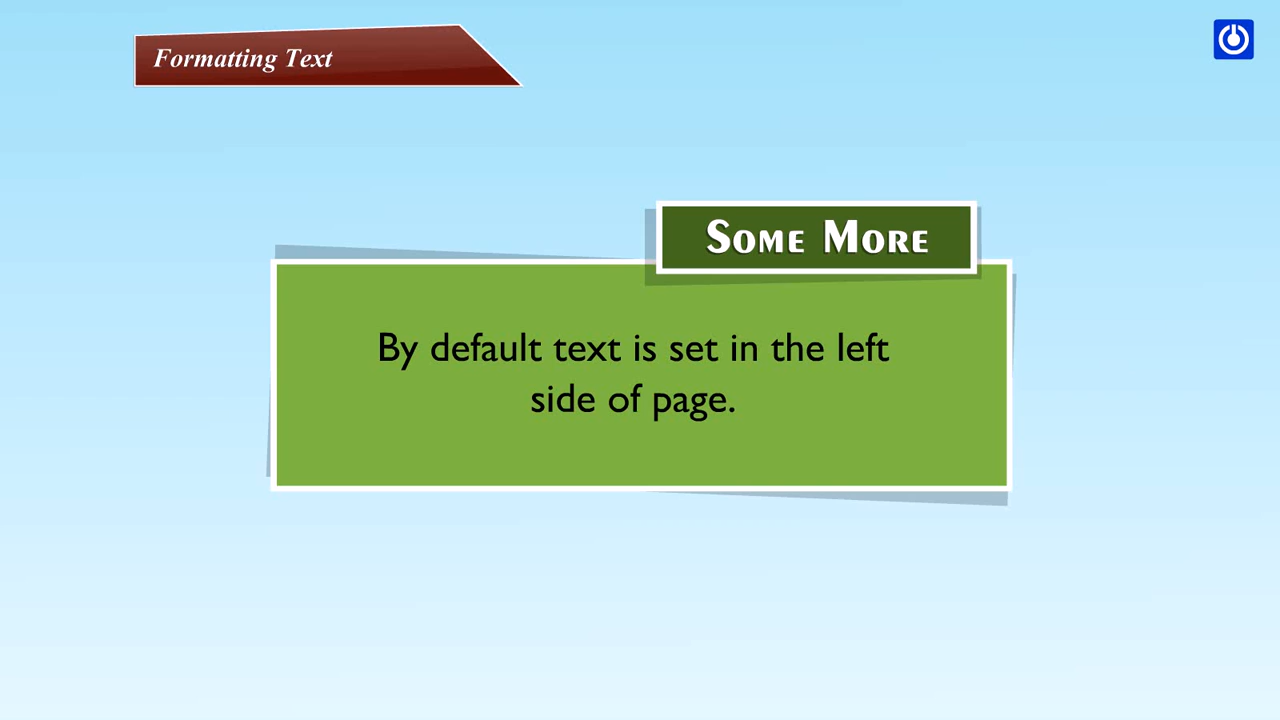 Formatting Text
Some More
By default text is set in the left
side of page.